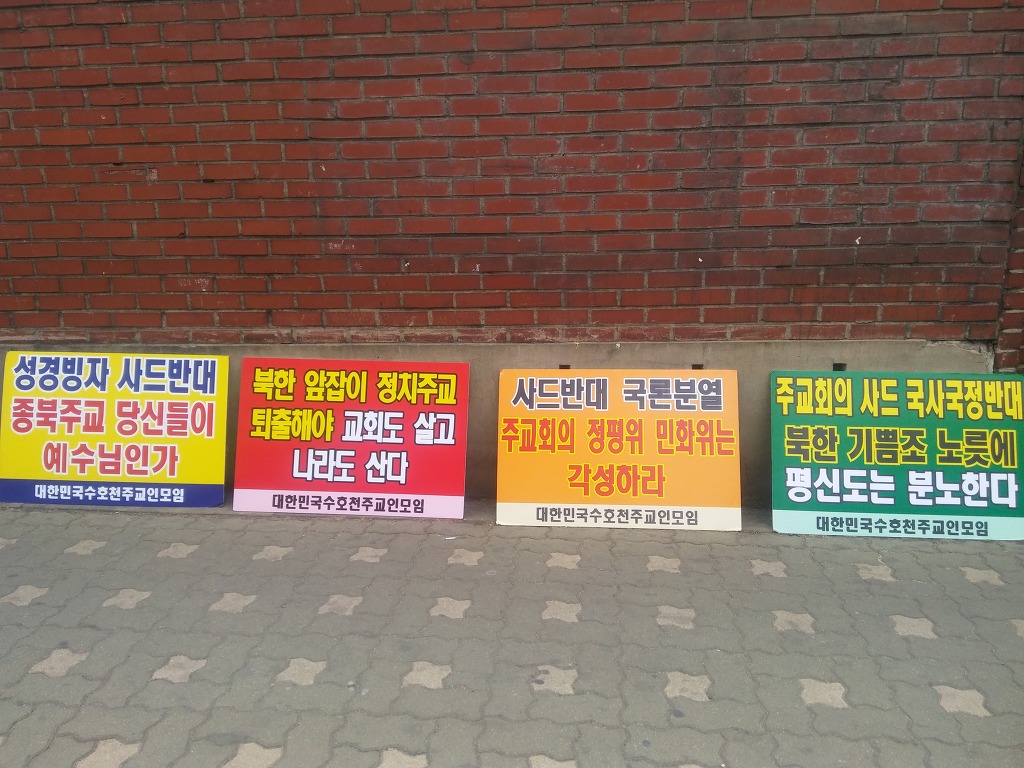 성경빙자 사드반대
종북주교 당신들이
예수님인가
대한민국수호천주교인모임
북한 앞잡이 정치주교
퇴출해야 교회도 살고
나라도 산다
대한민국수호천주교인모임
사드반대 국론분열
주교회의 정평위 민화위는
각성하라
대한민국수호천주교인모임
주교회의 사드 국사국정반대
북한 기쁨조 노릇에
평신도는 분노한다
대한민국수호천주교인모임